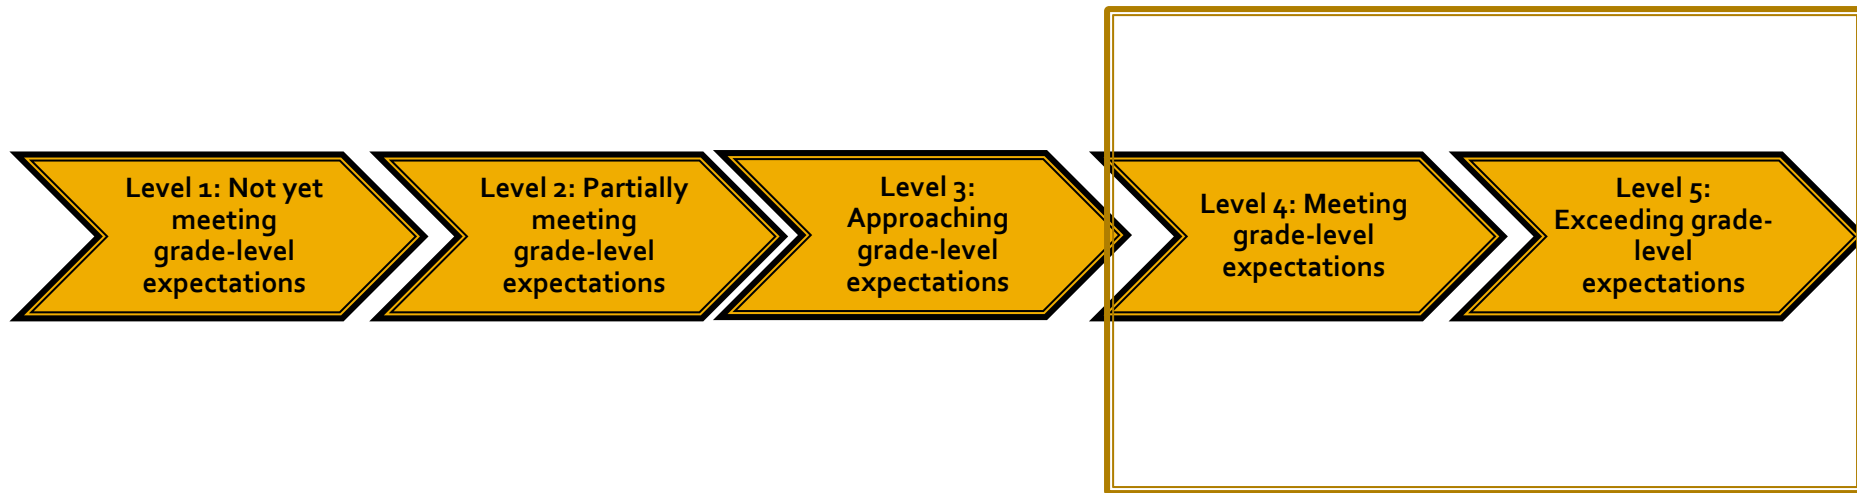 Level 1: Not yet
meeting
grade-level
expectations
Level 2: Partially
meeting
grade-level
expectations
Level 3:
Approaching
grade-level
expectations
Level 4: Meeting
grade-level
expectations
Level 5:
Exceeding grade-
level
expectations